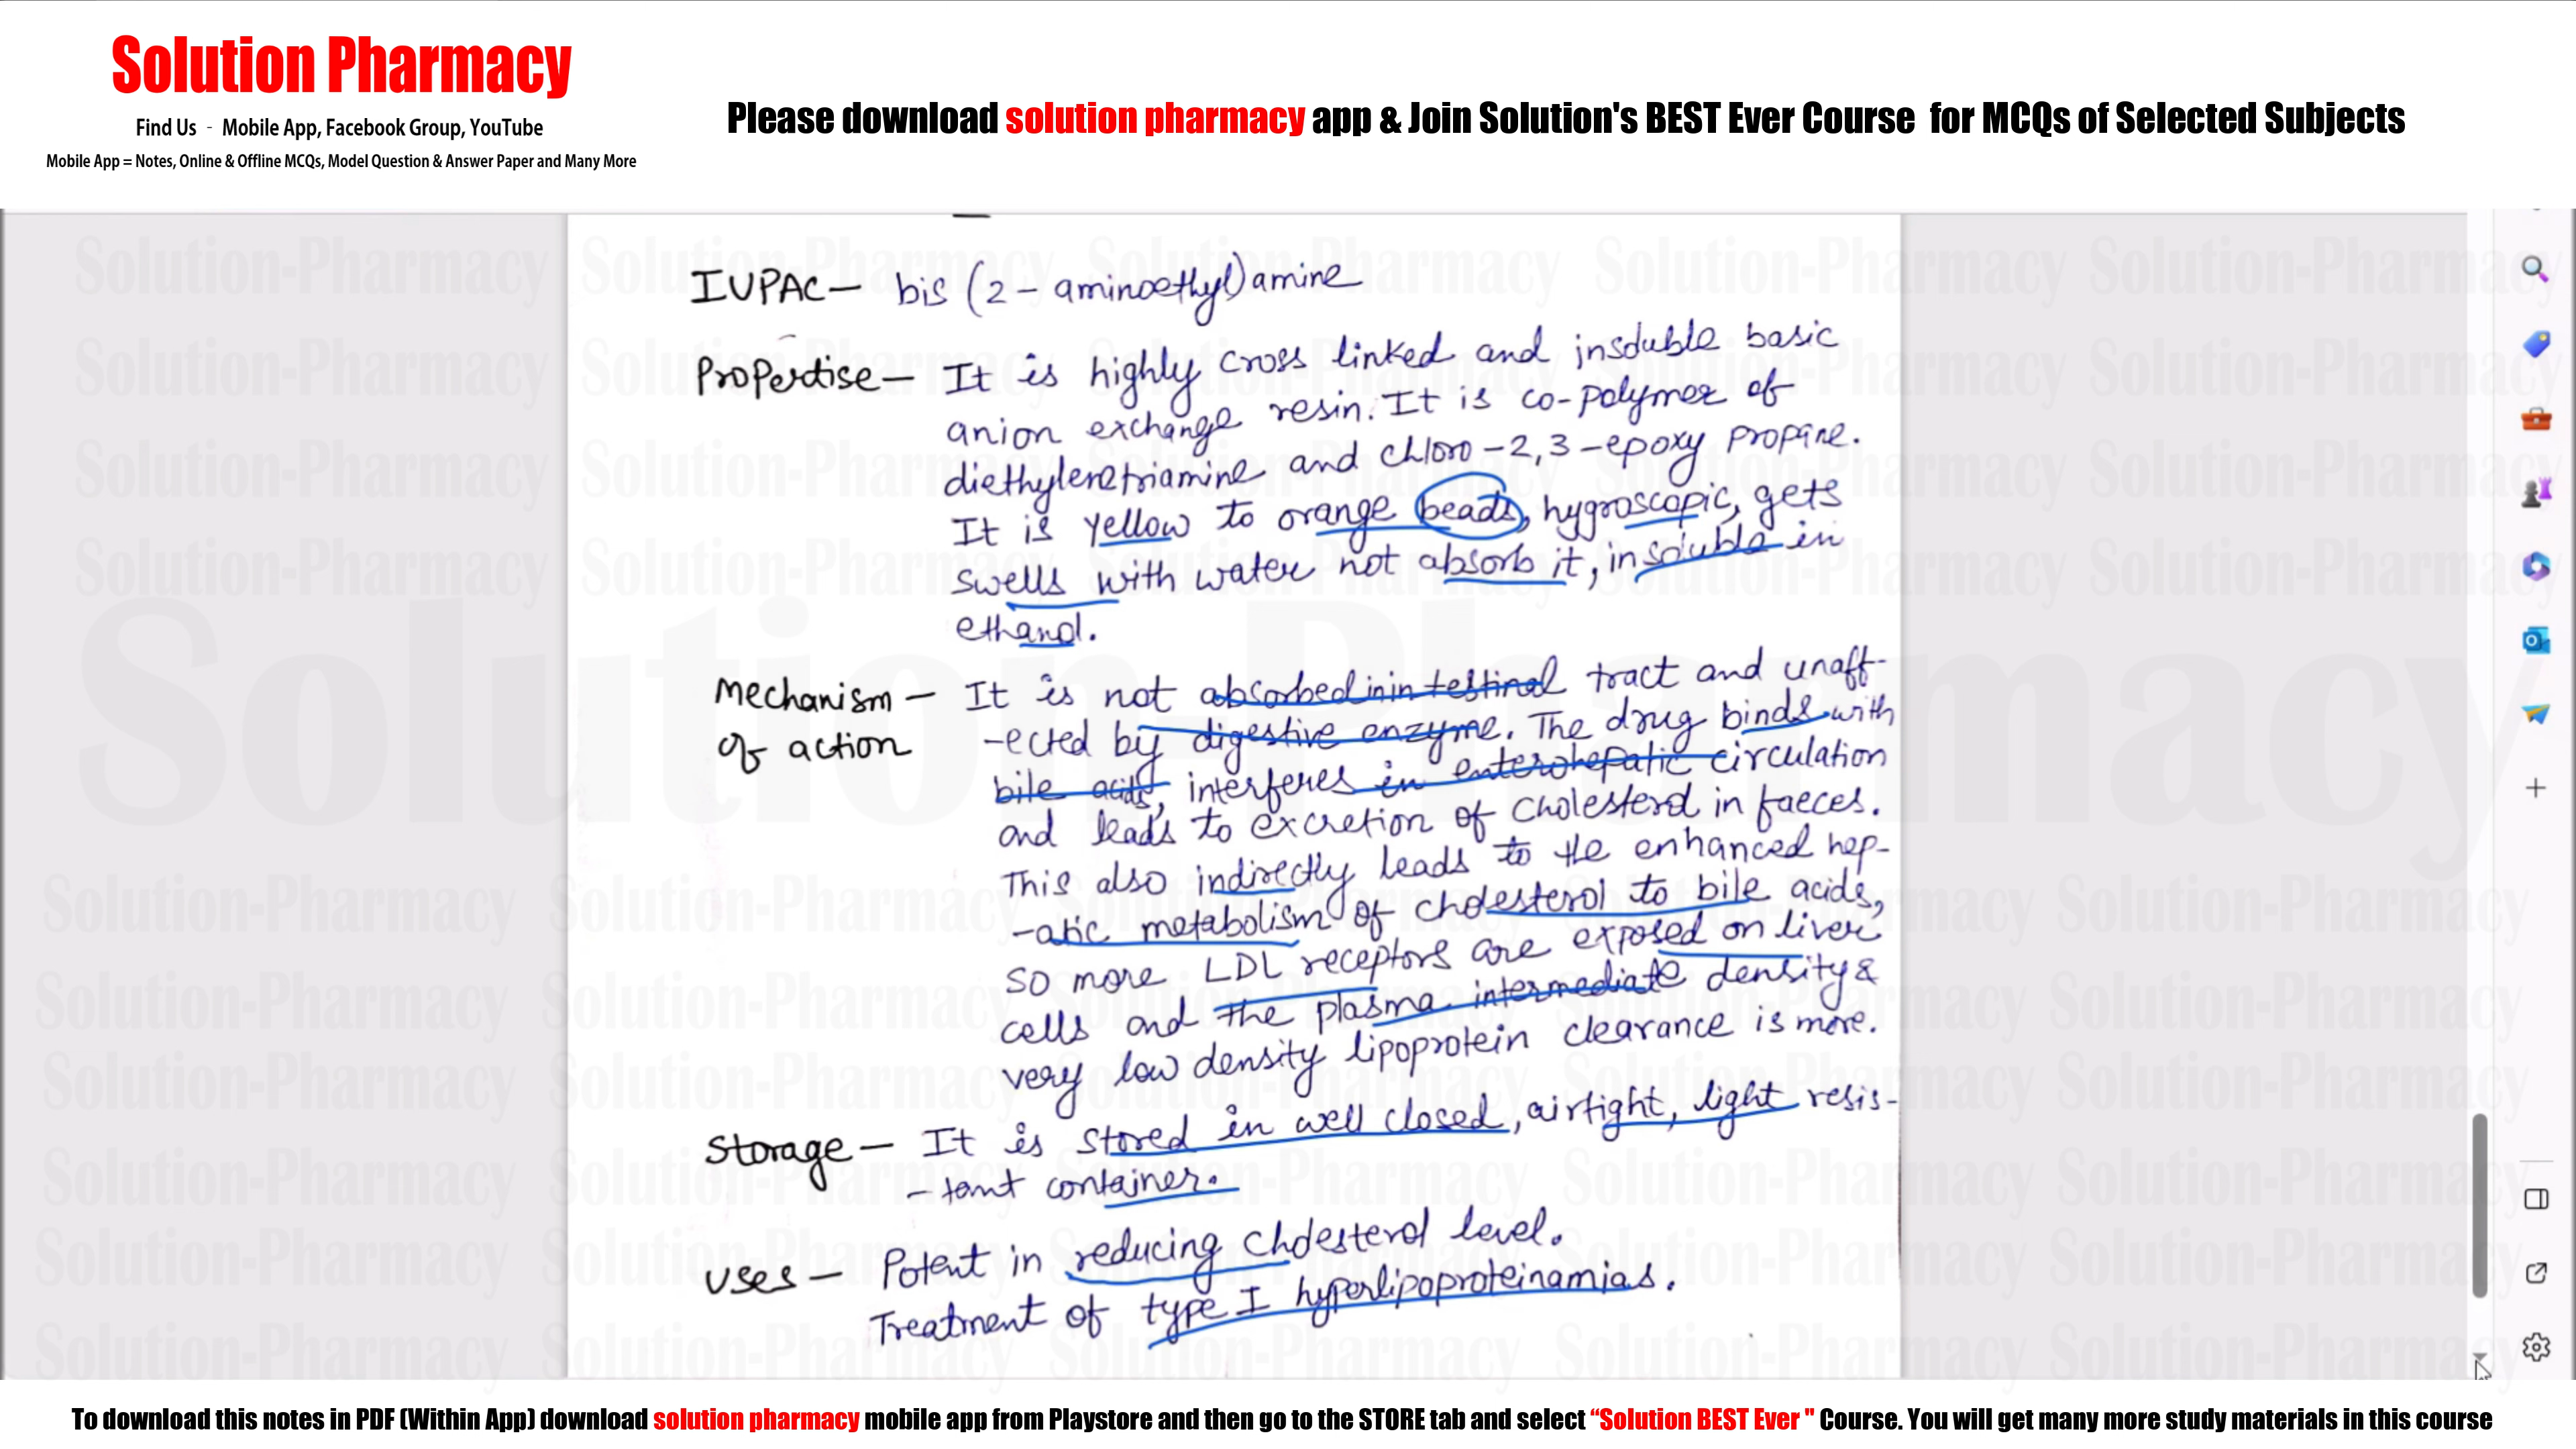 Solution Pharmacy
Find Us - Mobile App, Facebook Group, YouTube
Mobile App = Notes, Online & Offline MCQs, Model Question & Answer Paper and Many More
Please download solution pharmacy app & Join Solution's BEST Ever Course for MCQs of Selected Subjects
IUPAC — bis (2 - aminoethyl) amine
Propertise — It is highly cross linked and insoluble basic
anion exchange resin. It is co-polymer of
diethylenetriamine and chloro-2,3-epoxy propane.
It is yellow to orange beads, hygroscopic, gets
swells with water not absorb it, insoluble in
ethanol.
Mechanism — It is not absorbed in intestinal tract and unaff-
of action -ected by digestive enzyme. The drug binds with
bile acids, interferes in enterohepatic circulation
and leads to excretion of cholesterol in faeces.
This also indirectly leads to the enhanced hep-
-atic metabolism of cholesterol to bile acids,
so more LDL receptors are exposed on liver
cells and the plasma intermediate density &
very low density lipoprotein clearance is more.
Storage — It is stored in well closed, airtight, light resis-
-tant container.
uses — Potent in reducing cholesterol level.
Treatment of type I hyperlipoproteinamias.
Solution-Pharmacy
To download this notes in PDF (Within App) download solution pharmacy mobile app from Playstore and then go to the STORE tab and select “Solution BEST Ever " Course. You will get many more study materials in this course